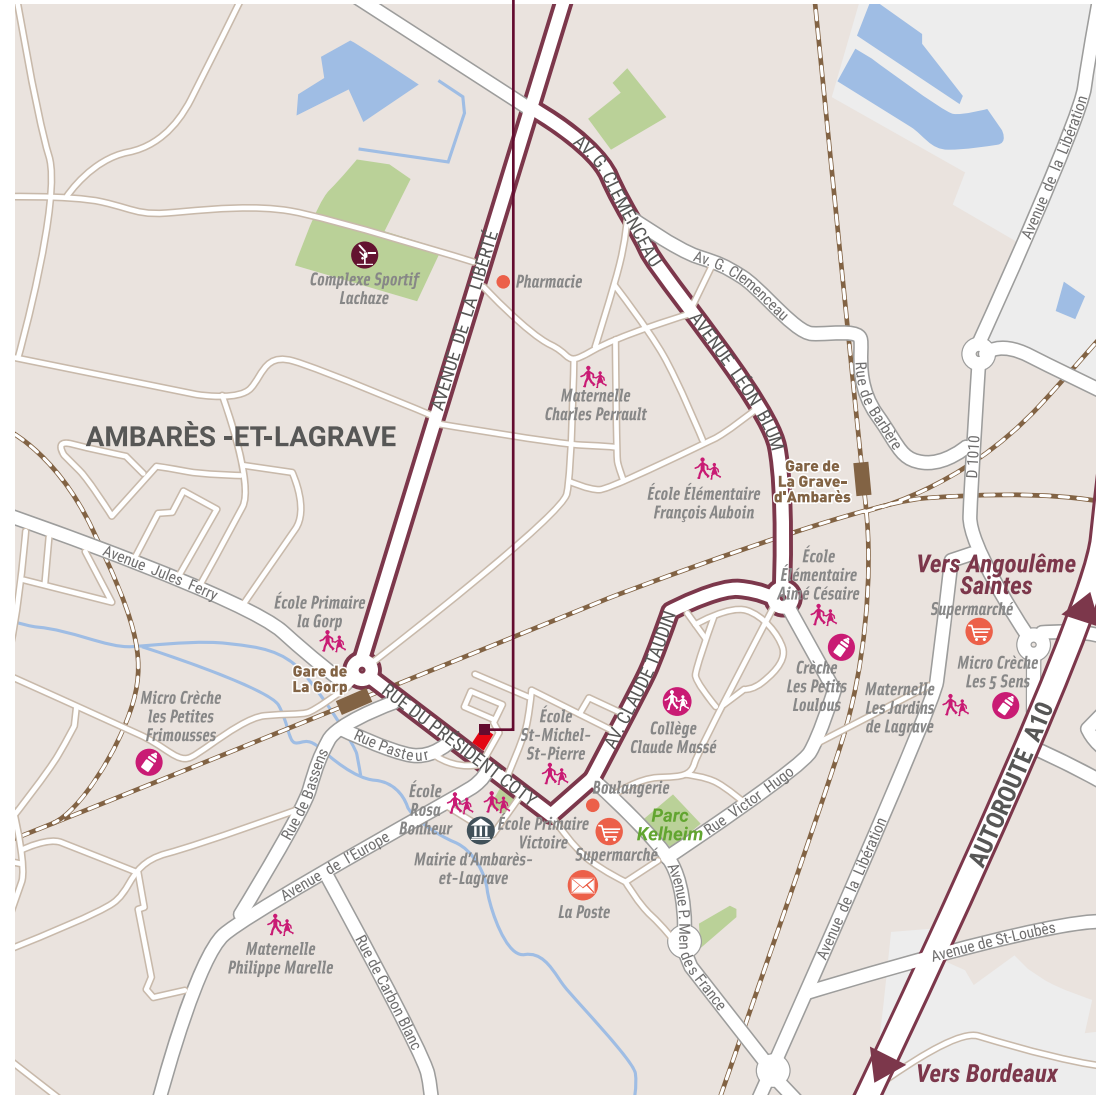 Avenue de la Libération
AV. G. CLEMENCEAU
Av. G. Clemenceau
AVENUE DE LA LIBERTÉ
Complexe Sportif
Lachaze
Pharmacie
AVENUE LÉON BLUM
Rue de Barbère
Maternelle
Charles Perrault
AMBARÈS -ET-LAGRAVE
D 1010
Gare de
La Grave-
d'Ambarès
École Élémentaire
François Auboin
Avenue Jules Ferry
École
Élémentaire
Aimé Césaire
Vers Angoulême
Saintes
Supermarché
École Primaire
la Gorp
Gare de
La Gorp
Micro Crèche
Les 5 Sens
Crèche
Les Petits
Loulous
Maternelle
Les Jardins
de Lagrave
Micro Crèche
les Petites
Frimousses
RUE DU PRÉSIDENT COTY
AV. CLAUDE TAUDIN
École
St-Michel-
St-Pierre
Collège
Claude Massé
Rue Pasteur
Rue de Bassens
AUTOROUTE A10
École
Rosa
Bonheur
Boulangerie
Rue Victor Hugo
Parc
Kelheim
École Primaire
Victoire
Supermarché
Mairie d'Ambarès-
et-Lagrave
Avenue de l'Europe
La Poste
Avenue P. Men des France
Avenue de la Libération
Avenue de St-Loubès
Maternelle
Philippe Marelle
Rue de Carbon Blanc
Vers Bordeaux